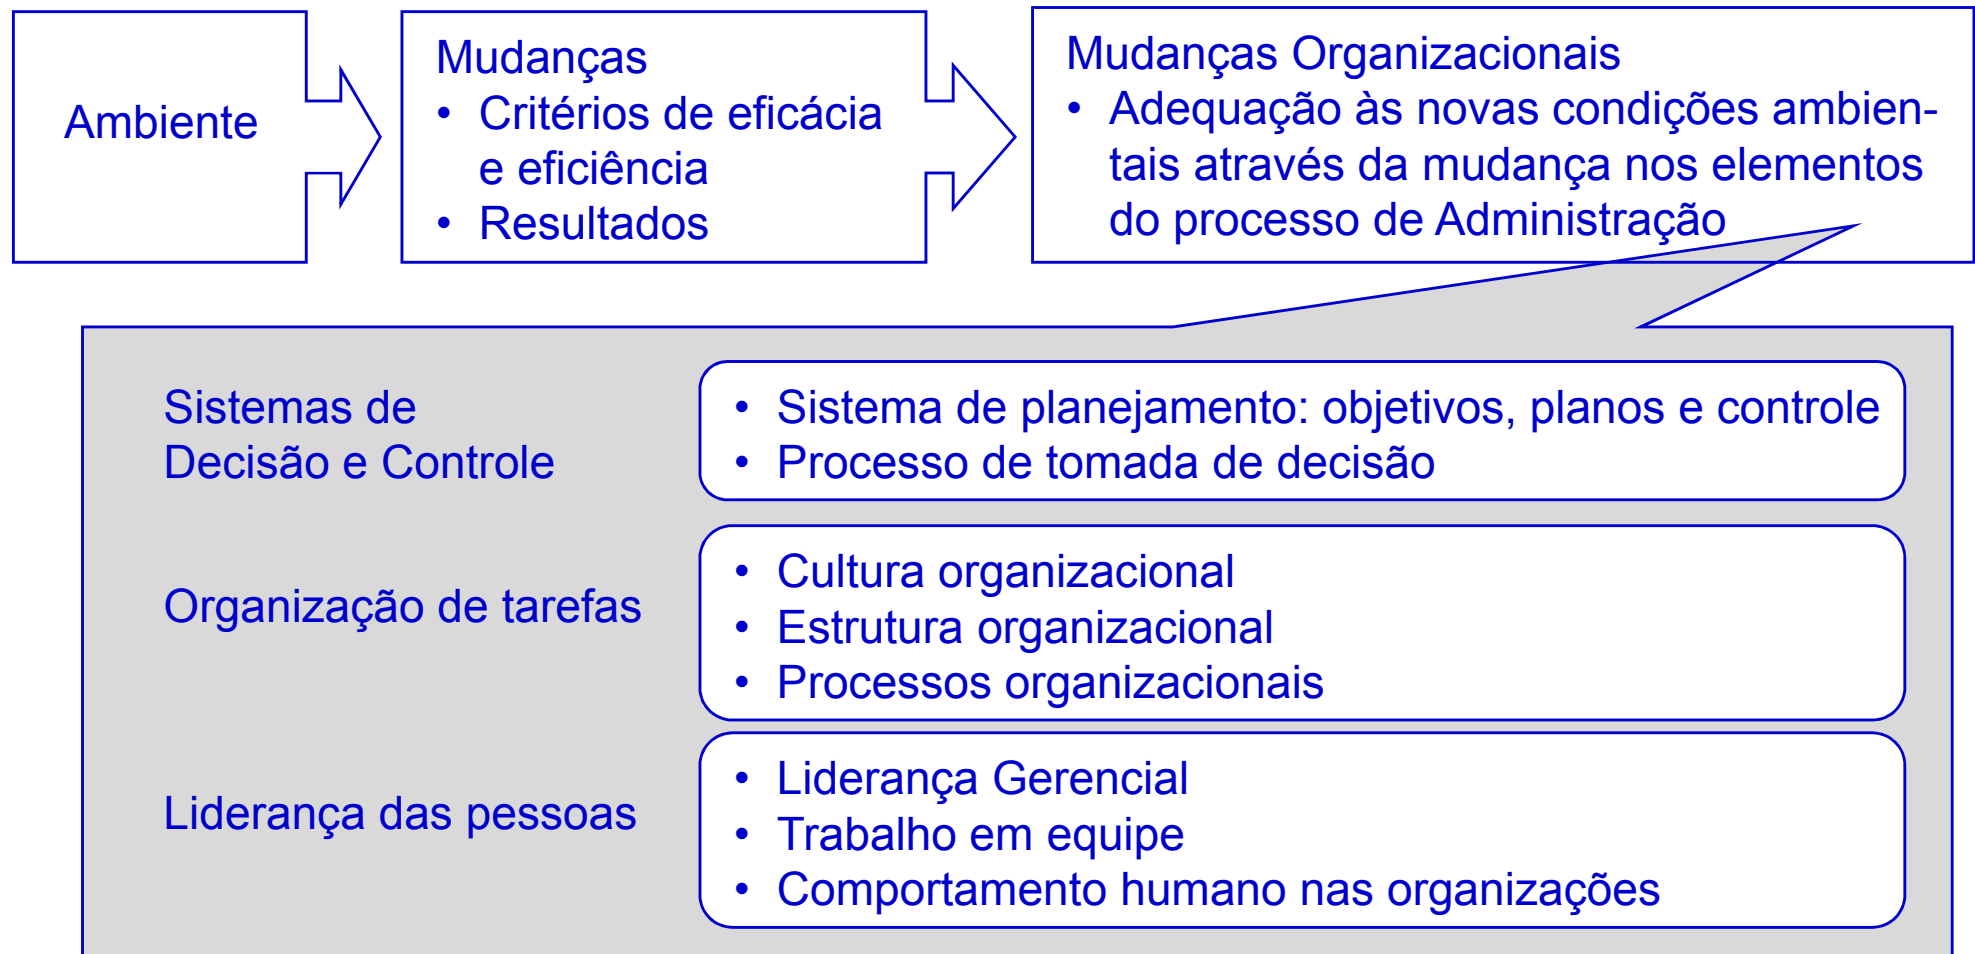 Ambiente
Mudanças
• Critérios de eficácia
e eficiência
• Resultados
Mudanças Organizacionais
• Adequação às novas condições ambien-
tais através da mudança nos elementos
do processo de Administração
Sistemas de
Decisão e Controle
• Sistema de planejamento: objetivos, planos e controle
• Processo de tomada de decisão
Organização de tarefas
• Cultura organizacional
• Estrutura organizacional
• Processos organizacionais
Liderança das pessoas
• Liderança Gerencial
• Trabalho em equipe
• Comportamento humano nas organizações